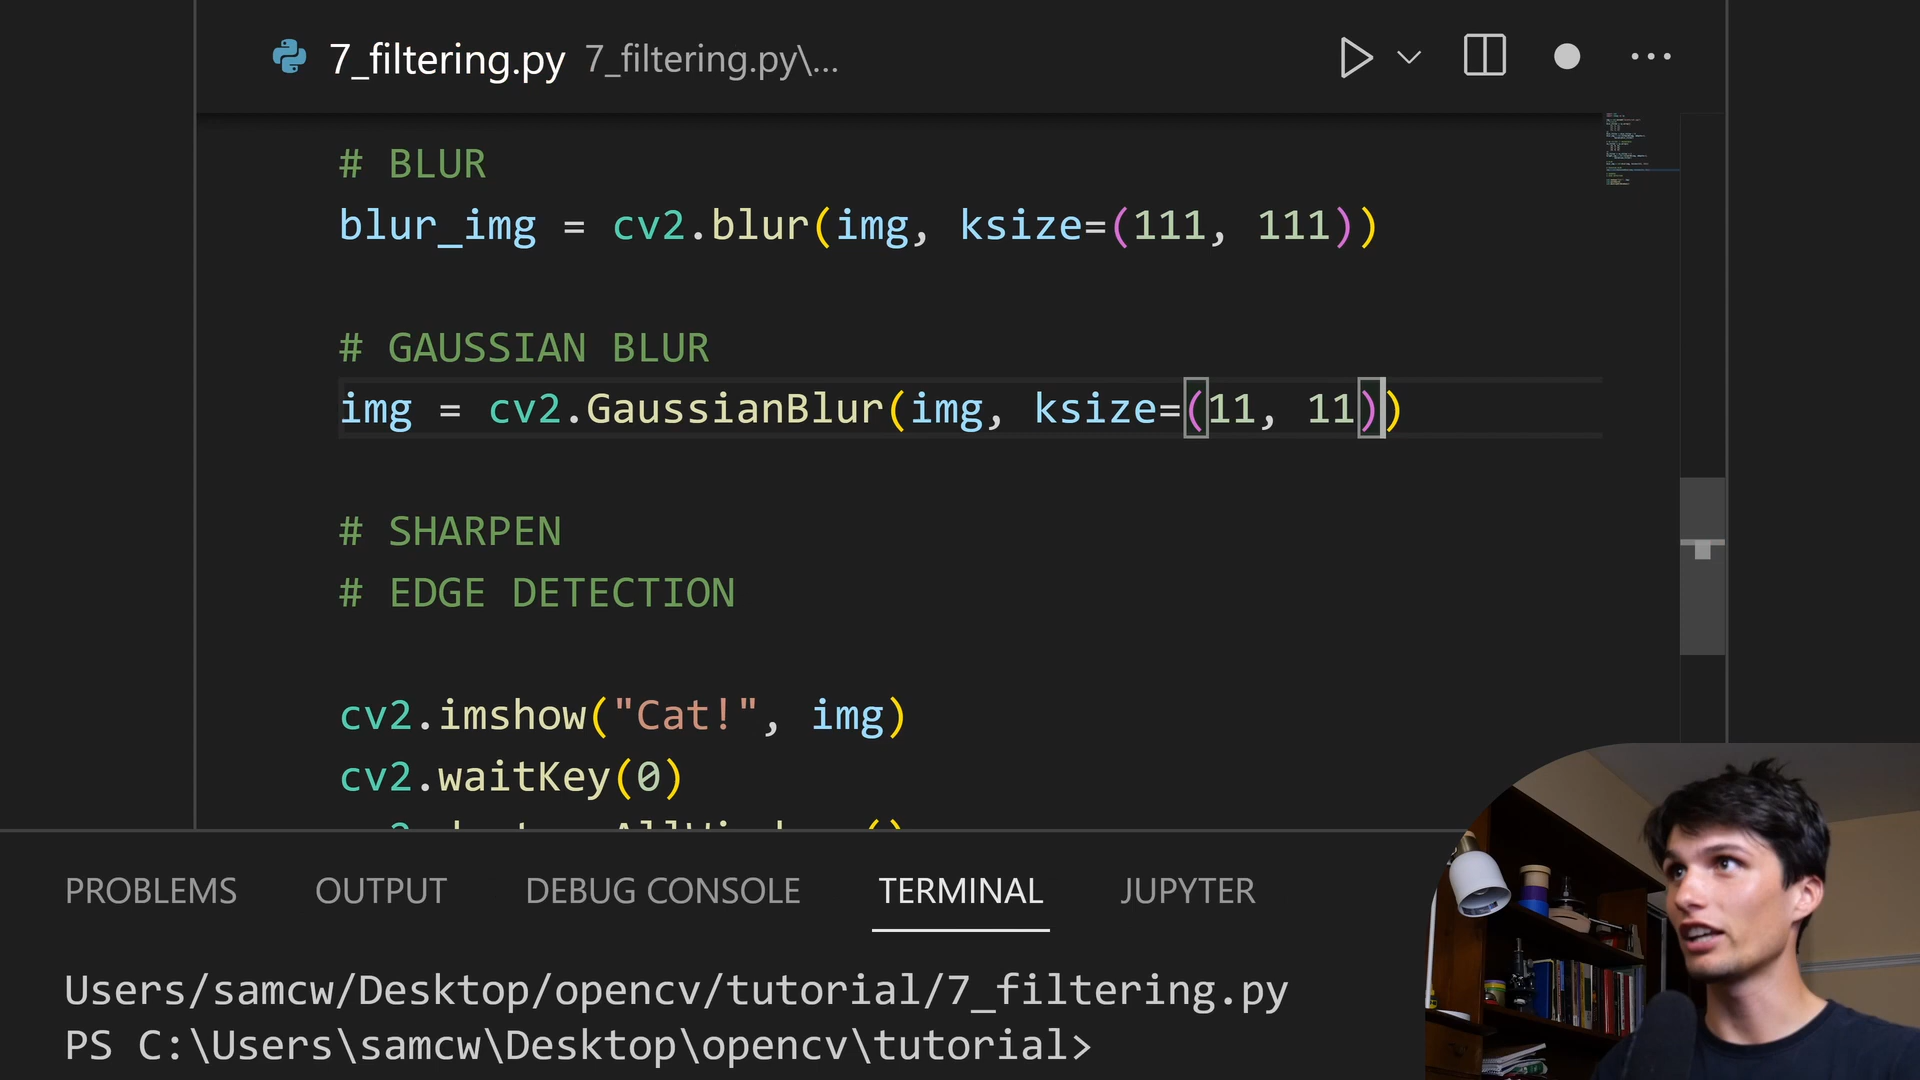 7_filtering.py 7_filtering.py\...
# BLUR
blur_img = cv2.blur(img, ksize=(111, 111))
# GAUSSIAN BLUR
img = cv2.GaussianBlur(img, ksize=(11, 11))
# SHARPEN
# EDGE DETECTION
cv2.imshow("Cat!", img)
cv2.waitKey(0)
PROBLEMS OUTPUT DEBUG CONSOLE TERMINAL JUPYTER
Users/samcw/Desktop/opencv/tutorial/7_filtering.py
PS C:\Users\samcw\Desktop\opencv\tutorial>